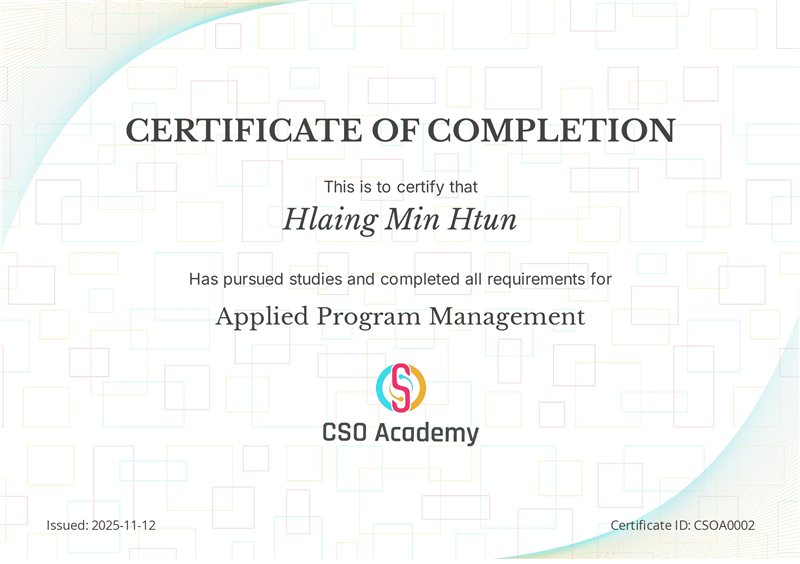 CERTIFICATE OF COMPLETION
This is to certify that
Hlaing Min Htun
Has pursued studies and completed all requirements for
Applied Program Management
CSO Academy
Issued: 2025-11-12
Certificate ID: CSOA0002